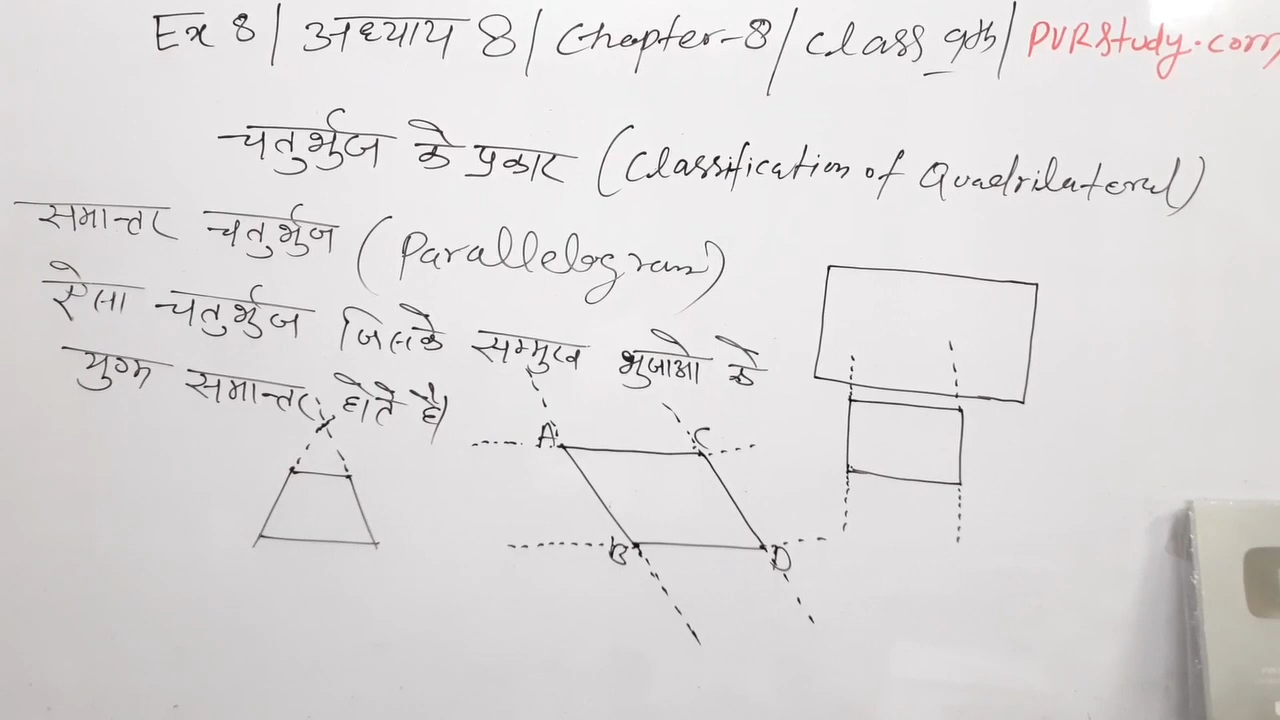 Ex 8 / अध्याय 8 / Chapter-8 / Class 9th / PVRStudy.com
चतुर्भुज के प्रकार (Classification of Quadrilateral)
समान्तर चतुर्भुज (Parallelogram)
ऐसा चतुर्भुज जिसके सम्मुख भुजाओ के
युग्म समान्तर होते है।
A C
B D